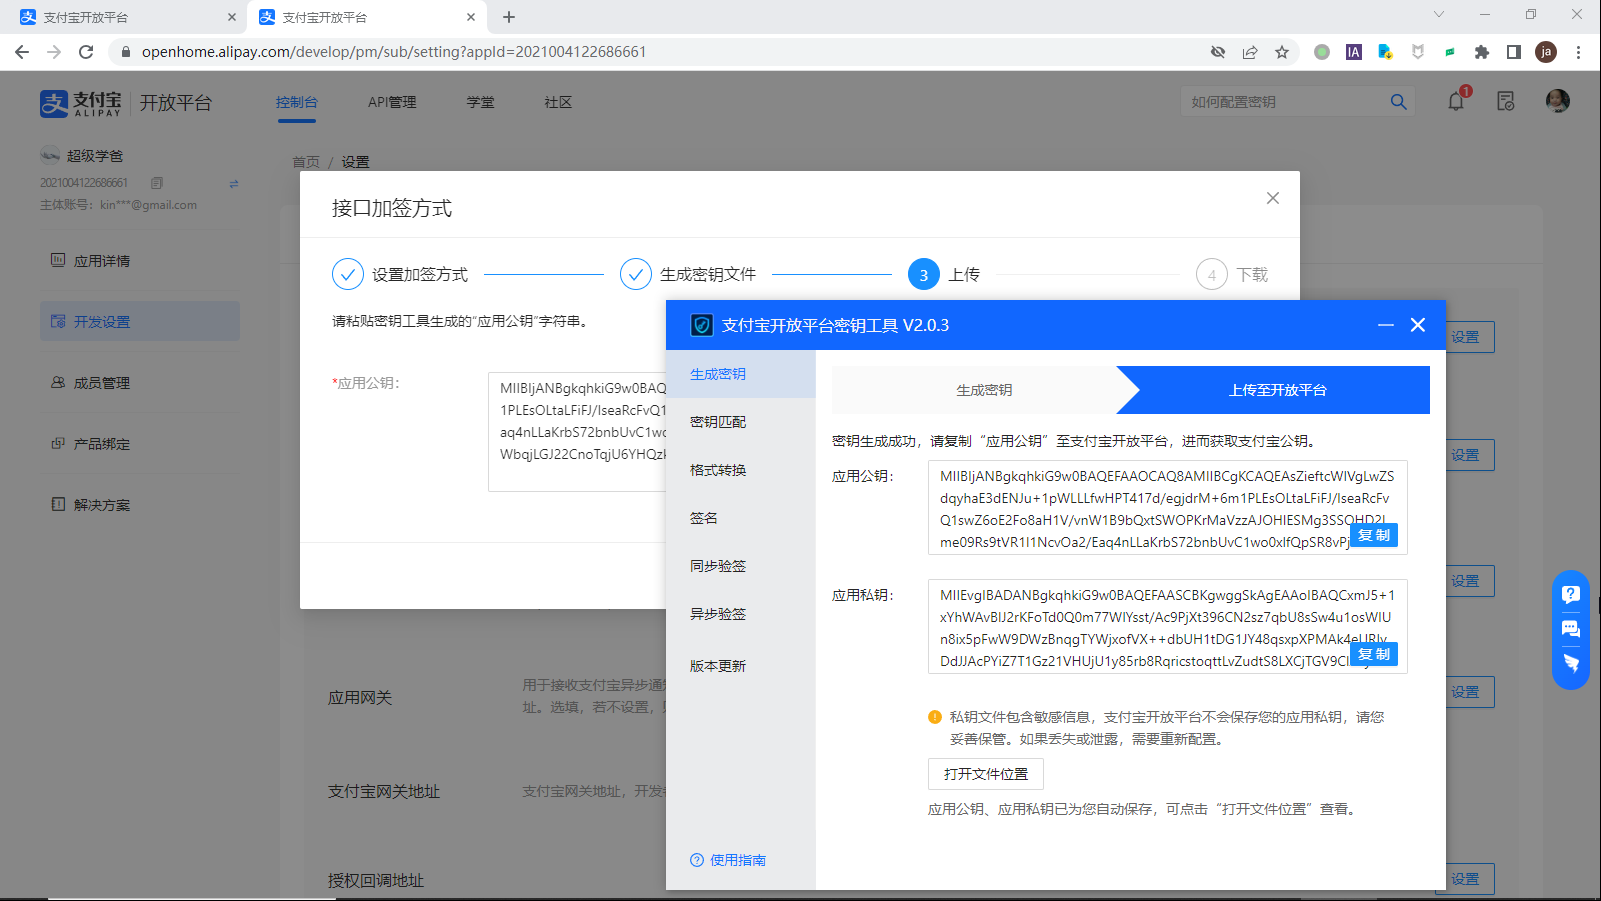 支付宝开放平台
支付宝开放平台
openhome.alipay.com/develop/pm/sub/setting?appId=2021004122686661
IA
ja
支付宝
ALIPAY
开放平台
控制台
API管理
学堂
社区
如何配置密钥
1
超级学爸
2021004122686661
主体账号：kin***@gmail.com
首页 / 设置
应用详情
开发设置
成员管理
产品绑定
解决方案
接口加签方式
设置加签方式
生成密钥文件
3 上传
4 下载
请粘贴密钥工具生成的“应用公钥”字符串。
*应用公钥：
MIIBIjANBgkqhkiG9w0BAQ
1PLEsOLtaLFiFJ/IseaRcFvQ1
aq4nLLaKrbS72bnbUvC1wo
WbqjLGJ22CnoTqjU6YHQzl
支付宝开放平台密钥工具 V2.0.3
生成密钥
密钥匹配
格式转换
签名
同步验签
异步验签
版本更新
使用指南
生成密钥
上传至开放平台
密钥生成成功，请复制“应用公钥”至支付宝开放平台，进而获取支付宝公钥。
应用公钥：
MIIBIjANBgkqhkiG9w0BAQEFAAOCAQ8AMIIBCgKCAQEAsZieftcWIVgLwZS
dqyhaE3dENJu+1pWLLLfwHPT417d/egjdrM+6m1PLEsOLtaLFiFJ/IseaRcFv
Q1swZ6oE2Fo8aH1V/vnW1B9bQxtSWOPKrMaVzzAJOHIESMg3SSQHD2I
me09Rs9tVR1I1NcvOa2/Eaq4nLLaKrbS72bnbUvC1wo0xlfQpSR8vPj
复制
应用私钥：
MIIEvgIBADANBgkqhkiG9w0BAQEFAASCBKgwggSkAgEAAoIBAQCxmJ5+1
xYhWAvBIJ2rKFoTd0Q0m77WlYsst/Ac9PjXt396CN2sz7qbU8sSw4u1osWIU
n8ix5pFwW9DWzBnqgTYWjxofVX++dbUH1tDG1JY48qsxpXPMAk4eURIv
DdJJAcPYiZ7T1Gz21VHUjU1y85rb8RqricstoqttLvZudtS8LXCjTGV9Cl
复制
私钥文件包含敏感信息，支付宝开放平台不会保存您的应用私钥，请您
妥善保管。如果丢失或泄露，需要重新配置。
打开文件位置
应用公钥、应用私钥已为您自动保存，可点击“打开文件位置”查看。
设置
设置
设置
应用网关
用于接收支付宝异步通
址。选填，若不设置，
设置
支付宝网关地址
支付宝网关地址，开发
授权回调地址
设置